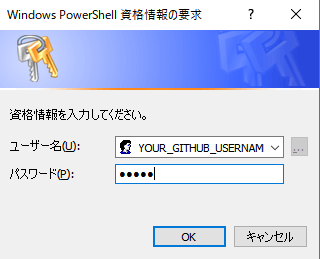 Windows PowerShell 資格情報の要求
資格情報を入力してください。
ユーザー名(U):
YOUR_GITHUB_USERNAM
...
パスワード(P):
●●●●●
OK
キャンセル